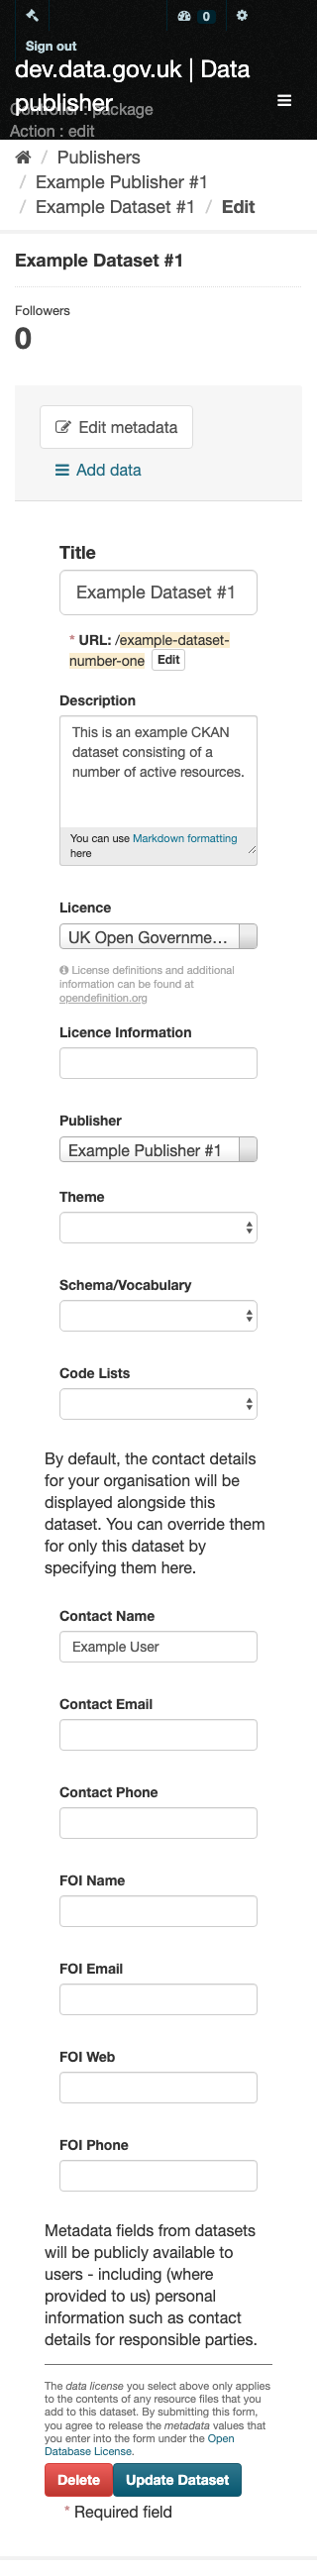 0
Sign out
dev.data.gov.uk | Data
publisher
Controller : package
Action : edit
/ Publishers
/ Example Publisher #1
/ Example Dataset #1 / Edit
Example Dataset #1
Followers
0
Edit metadata
Add data
Title
Example Dataset #1
* URL: /example-dataset-
number-one Edit
Description
This is an example CKAN
dataset consisting of a
number of active resources.
You can use Markdown formatting
here
Licence
UK Open Governme...
License definitions and additional
information can be found at
opendefinition.org
Licence Information
Publisher
Example Publisher #1
Theme
Schema/Vocabulary
Code Lists
By default, the contact details
for your organisation will be
displayed alongside this
dataset. You can override them
for only this dataset by
specifying them here.
Contact Name
Example User
Contact Email
Contact Phone
FOI Name
FOI Email
FOI Web
FOI Phone
Metadata fields from datasets
will be publicly available to
users - including (where
provided to us) personal
information such as contact
details for responsible parties.
The data license you select above only applies
to the contents of any resource files that you
add to this dataset. By submitting this form,
you agree to release the metadata values that
you enter into the form under the Open
Database License.
Delete Update Dataset
* Required field